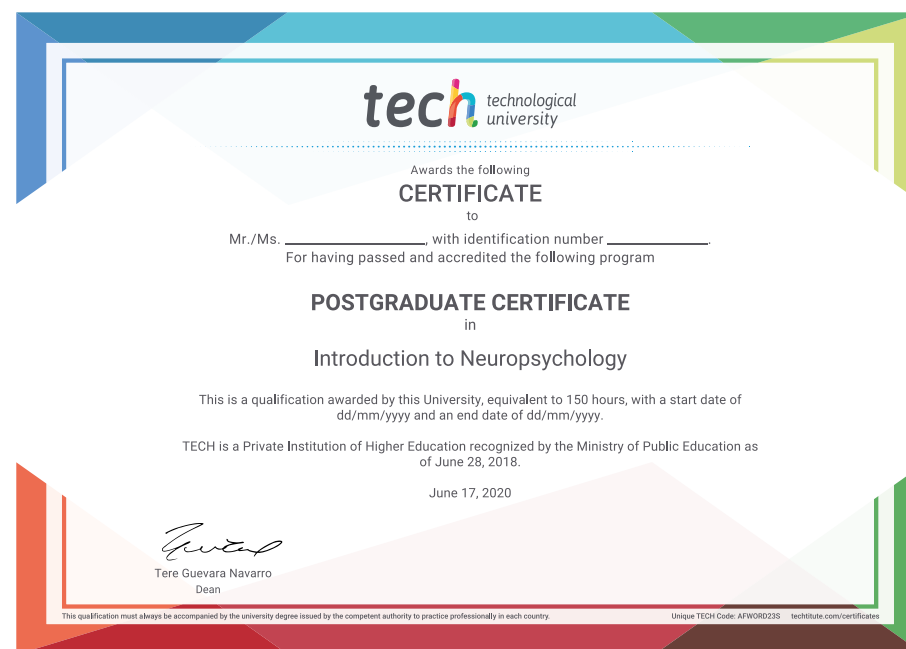 tech technological
university
Awards the following
CERTIFICATE
to
Mr./Ms. ____________________, with identification number ______________.
For having passed and accredited the following program
POSTGRADUATE CERTIFICATE
in
Introduction to Neuropsychology
This is a qualification awarded by this University, equivalent to 150 hours, with a start date of
dd/mm/yyyy and an end date of dd/mm/yyyy.
TECH is a Private Institution of Higher Education recognized by the Ministry of Public Education as
of June 28, 2018.
June 17, 2020
Tere Guevara Navarro
Dean
This qualification must always be accompanied by the university degree issued by the competent authority to practice professionally in each country. Unique TECH Code: AFWORD23S techtitute.com/certificates